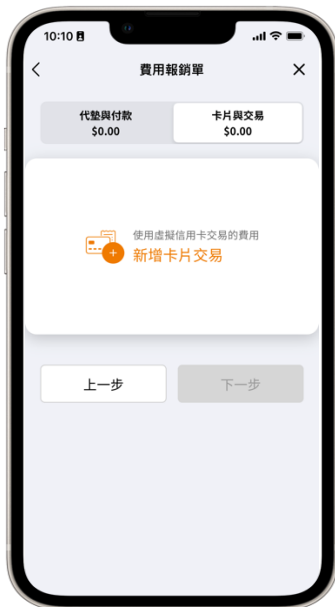 10:10
費用報銷單
代墊與付款
$0.00
卡片與交易
$0.00
使用虛擬信用卡交易的費用
新增卡片交易
上一步
下一步